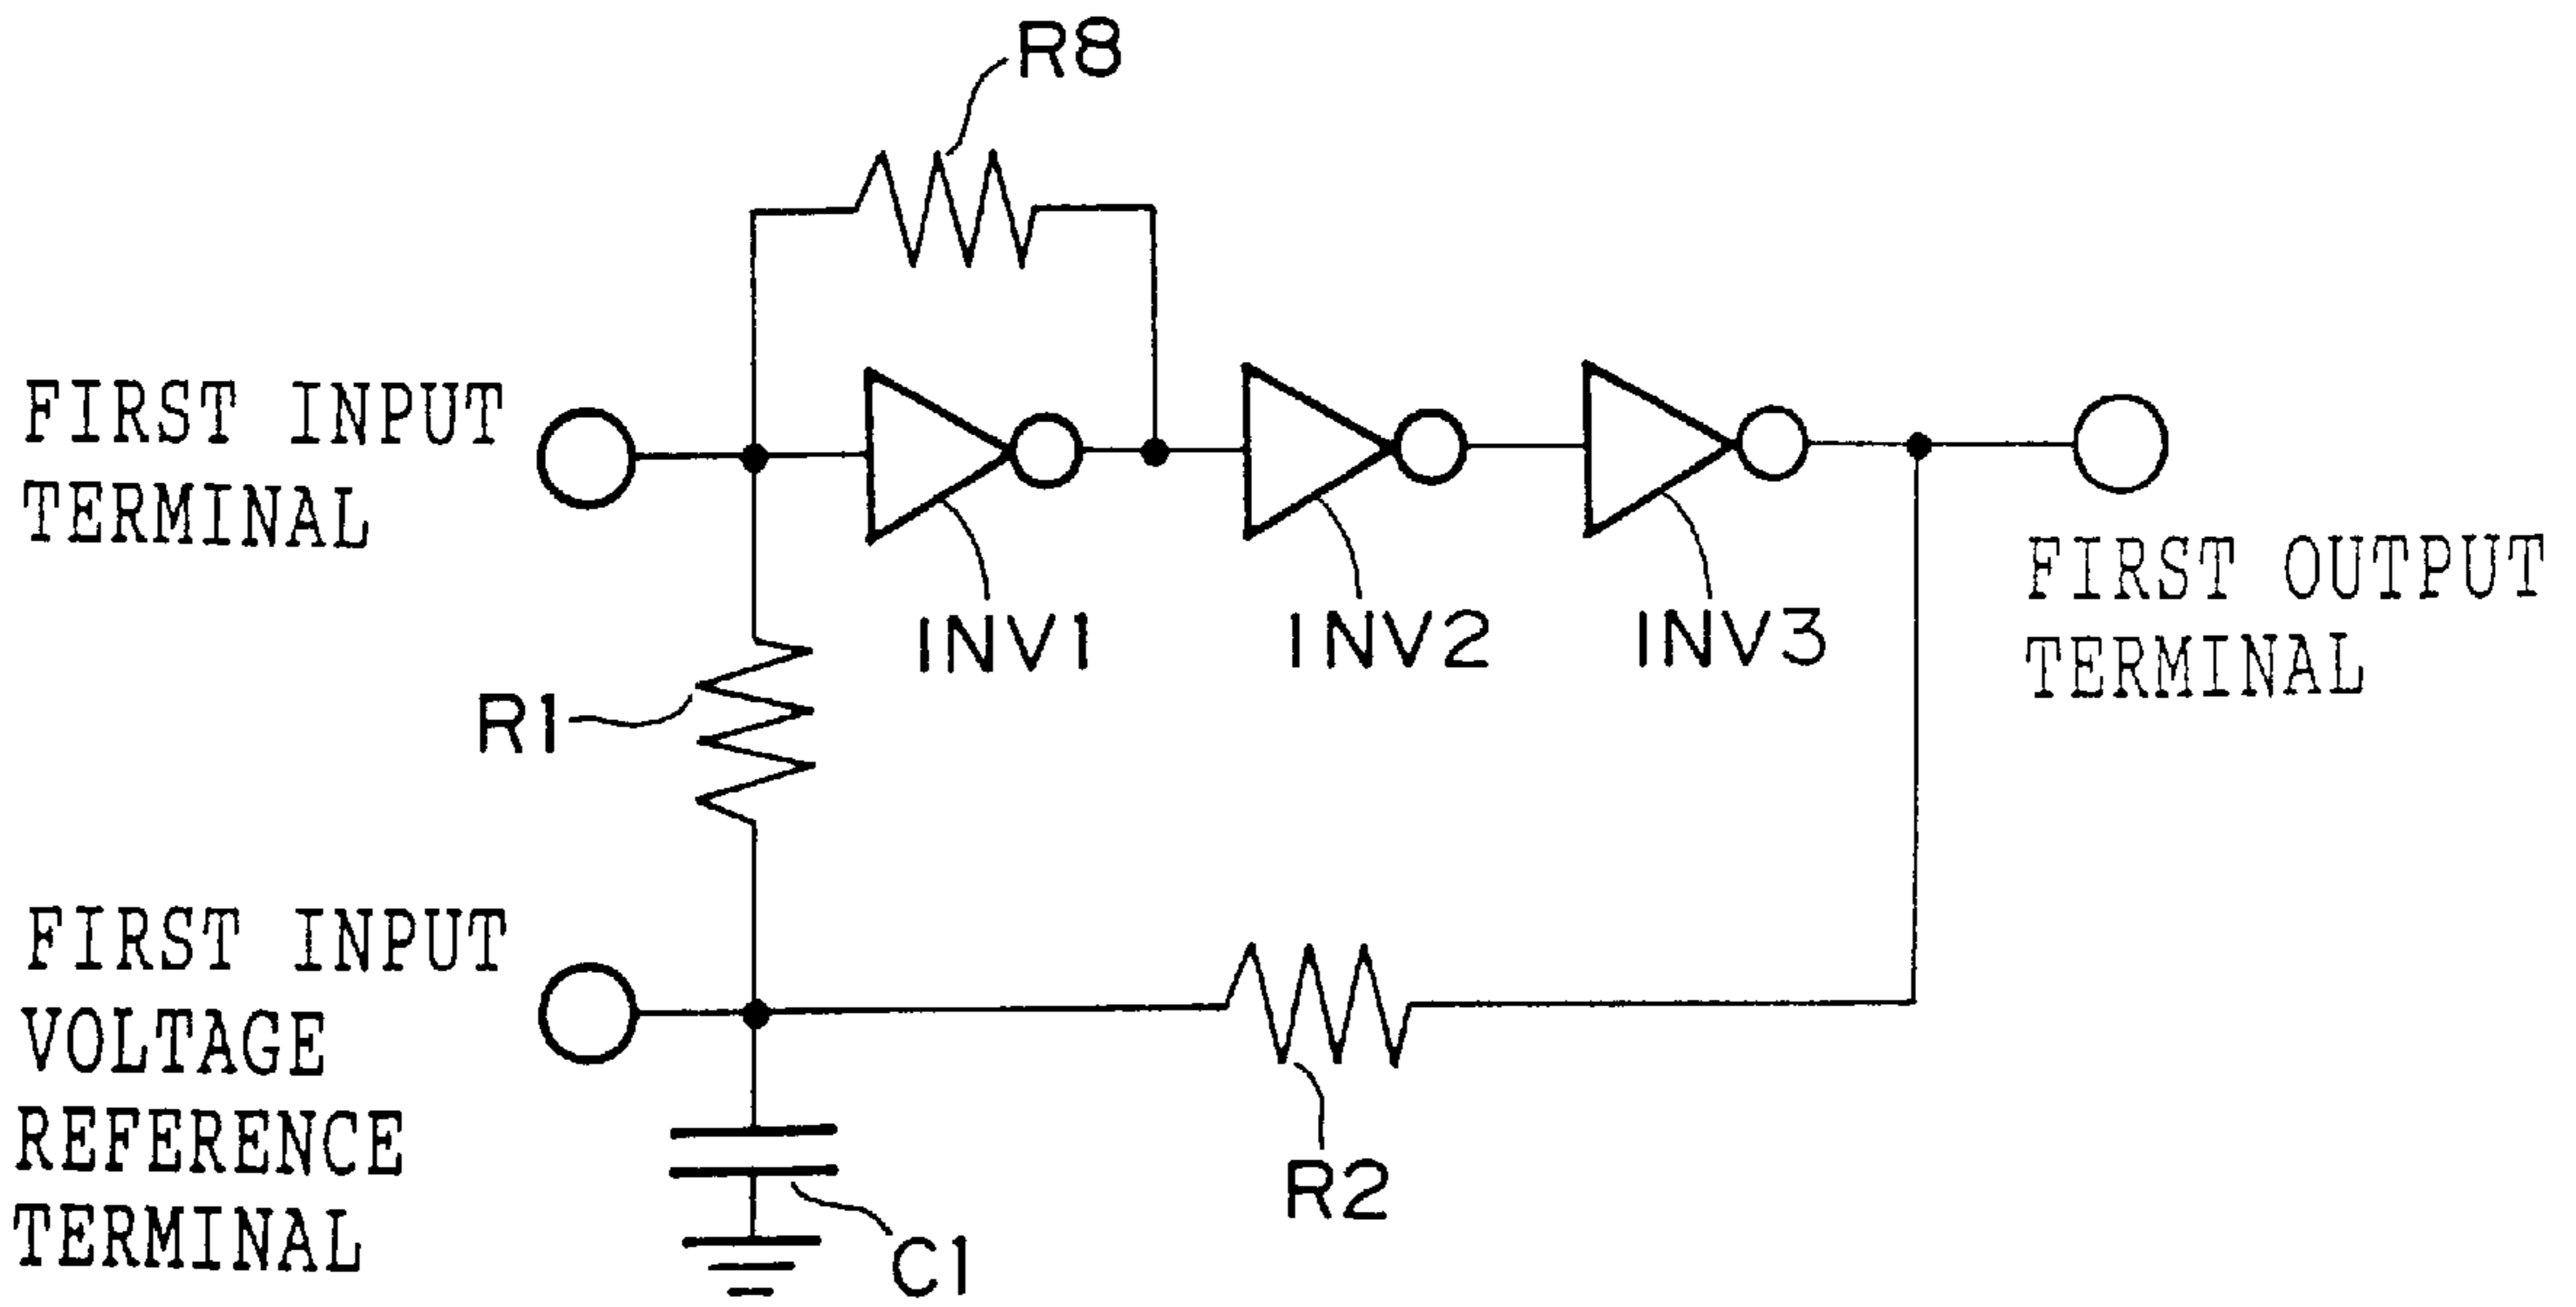 R8
FIRST INPUT
TERMINAL
INV1
INV2
INV3
FIRST OUTPUT
TERMINAL
R1
FIRST INPUT
VOLTAGE
REFERENCE
TERMINAL
R2
C1